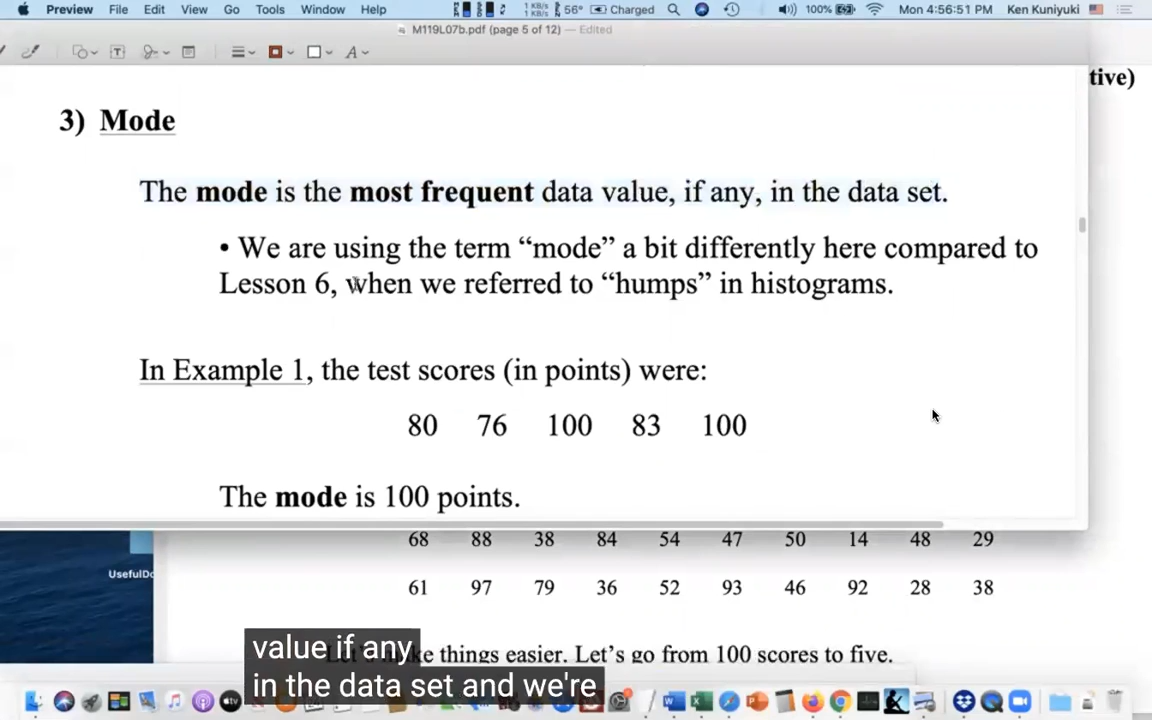 Preview File Edit View Go Tools Window Help 1 KB/s 1 KB/s 56° Charged 100% Mon 4:56:51 PM Ken Kuniyuki
M119L07b.pdf (page 5 of 12) — Edited
tive)
3) Mode
The mode is the most frequent data value, if any, in the data set.
• We are using the term “mode” a bit differently here compared to
Lesson 6, when we referred to “humps” in histograms.
In Example 1, the test scores (in points) were:
80 76 100 83 100
The mode is 100 points.
68 88 38 84 54 47 50 14 48 29
UsefulDo
61 97 79 36 52 93 46 92 28 38
ke things easier. Let’s go from 100 scores to five.
value if any
in the data set and we're